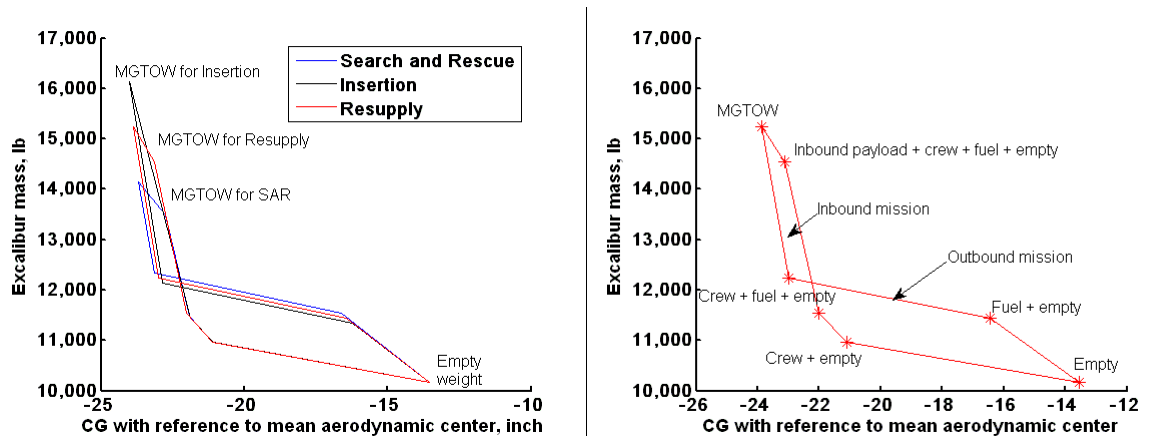 17,000
16,000
15,000
14,000
13,000
12,000
11,000
10,000
Excalibur mass, lb
MGTOW for Insertion
Search and Rescue
Insertion
Resupply
MGTOW for Resupply
MGTOW for SAR
Empty
weight
-25
-20
-15
-10
CG with reference to mean aerodynamic center, inch
17,000
16,000
15,000
14,000
13,000
12,000
11,000
10,000
Excalibur mass, lb
MGTOW
Inbound payload + crew + fuel + empty
Inbound mission
Outbound mission
Crew + fuel + empty
Fuel + empty
Crew + empty
Empty
-26
-24
-22
-20
-18
-16
-14
-12
CG with reference to mean aerodynamic center